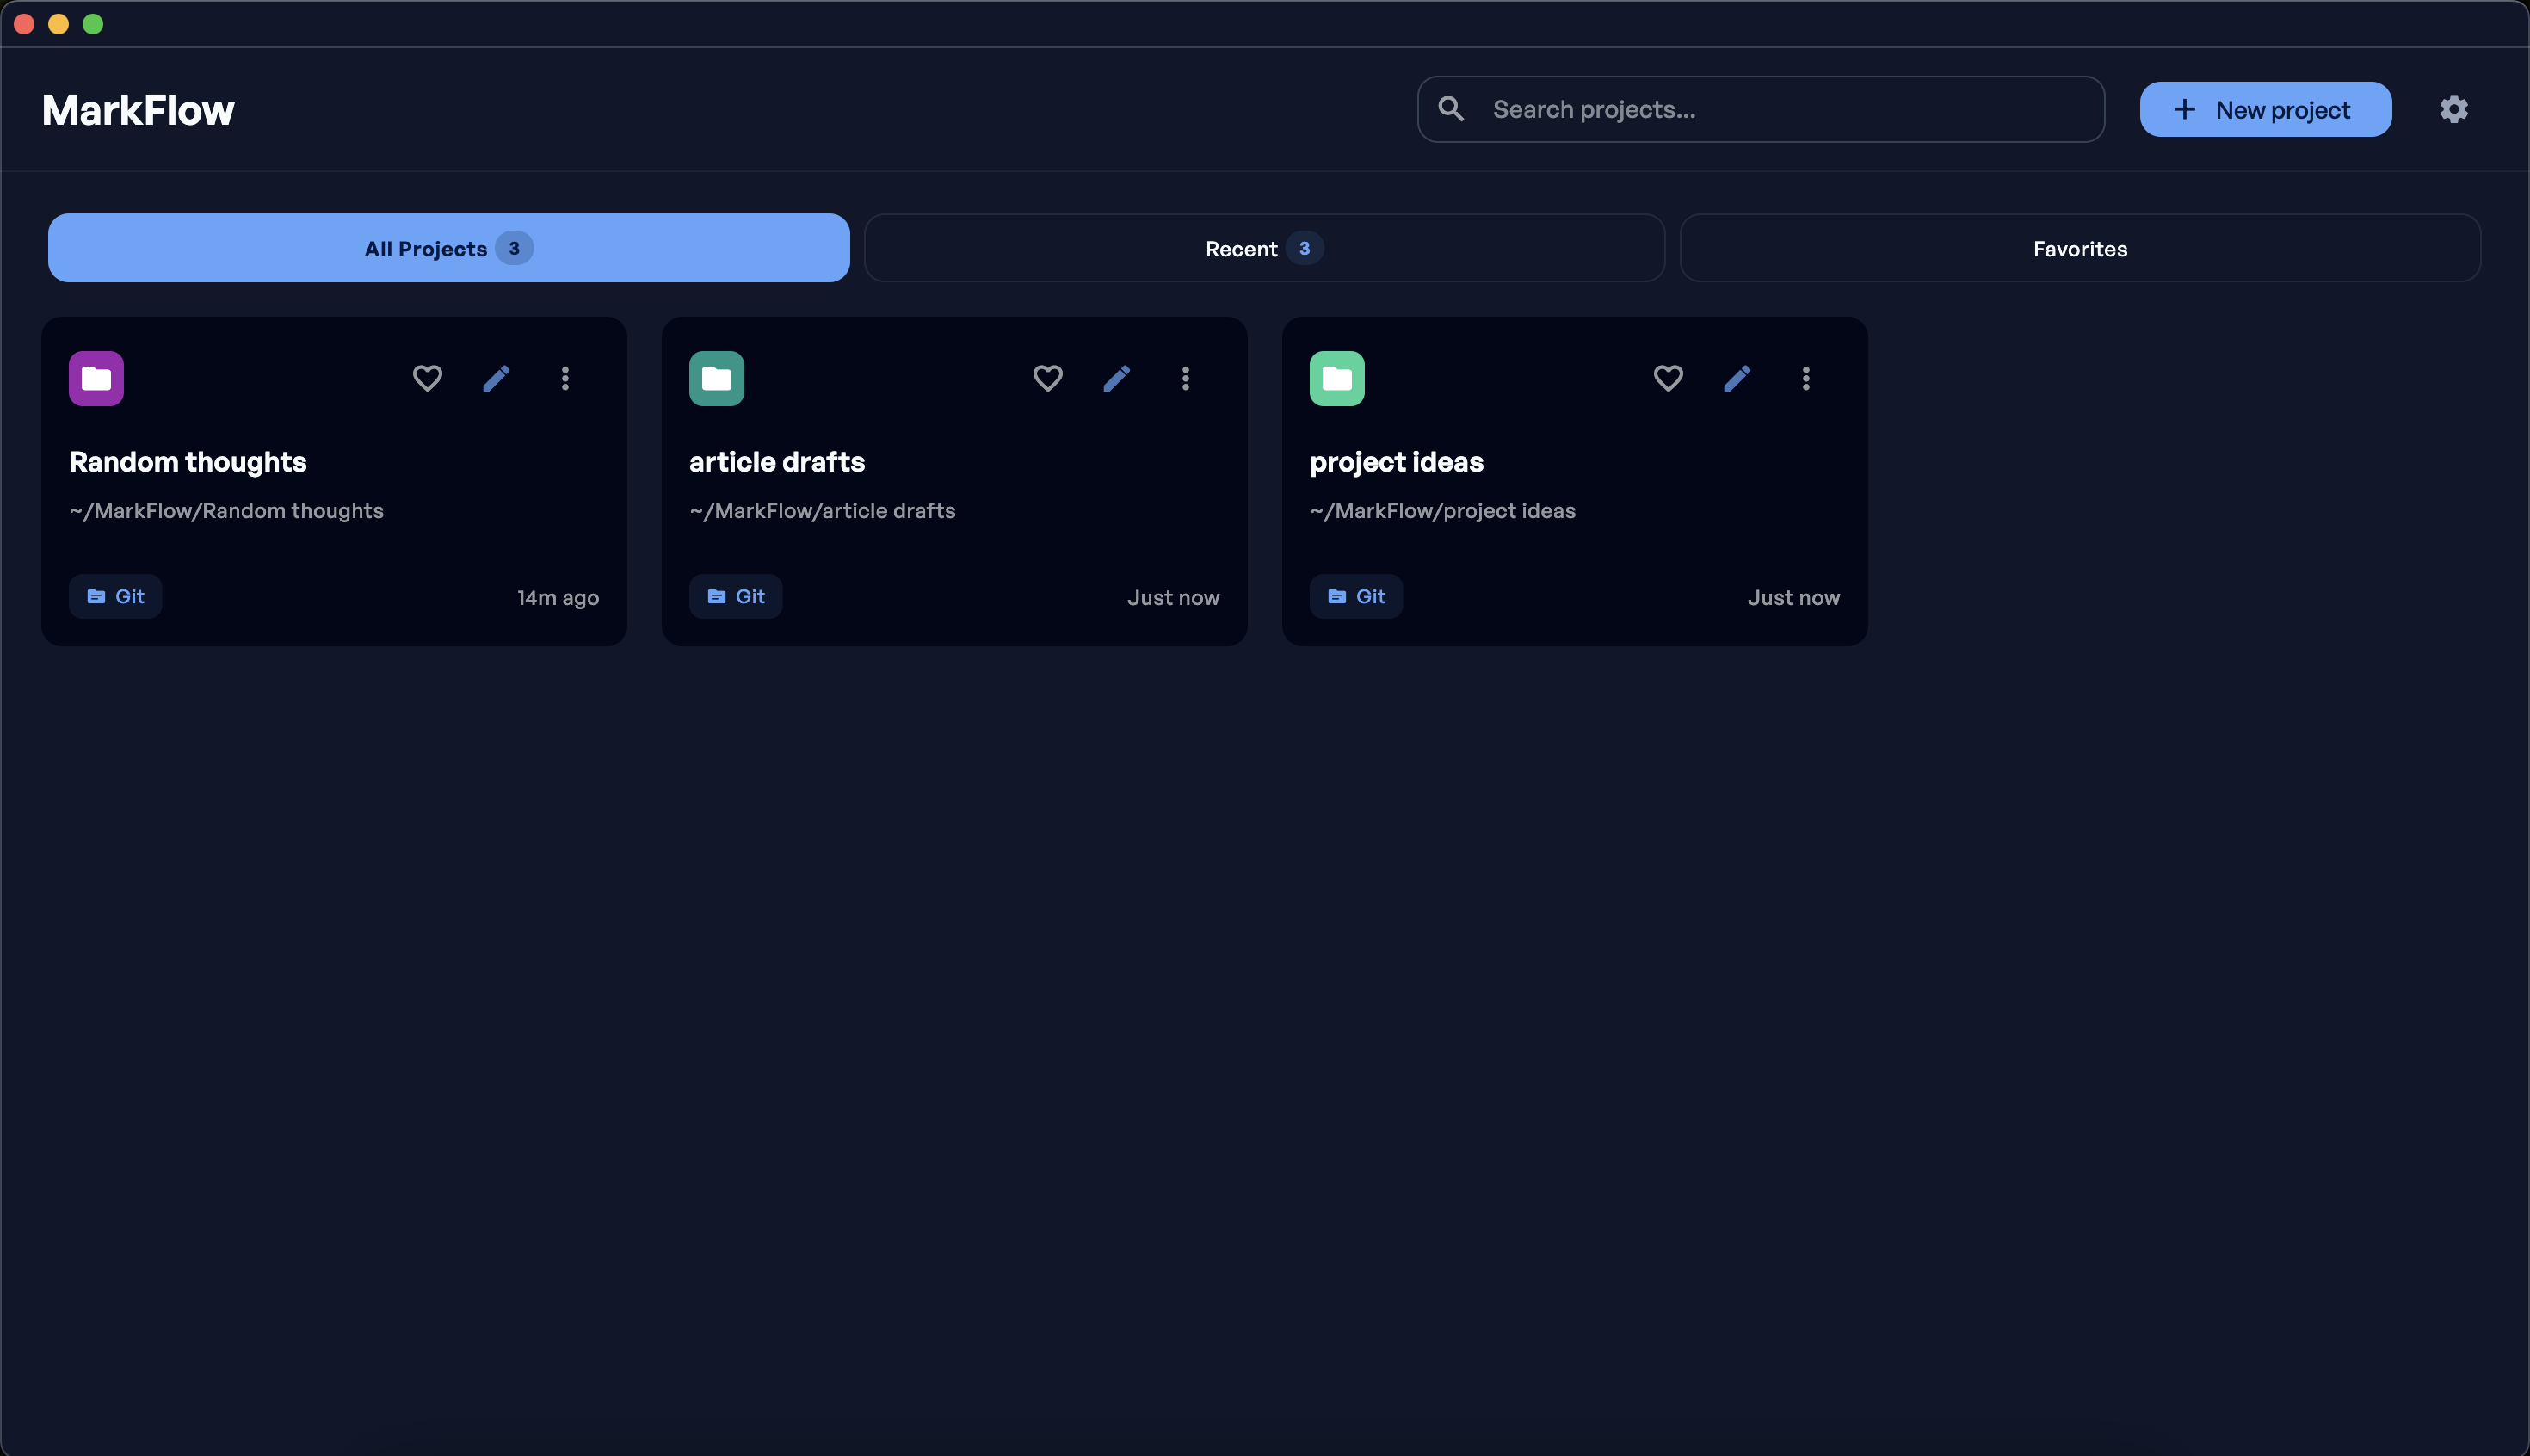 MarkFlow
Search projects...
New project
All Projects 3
Recent 3
Favorites
Random thoughts
~/MarkFlow/Random thoughts
Git
14m ago
article drafts
~/MarkFlow/article drafts
Git
Just now
project ideas
~/MarkFlow/project ideas
Git
Just now